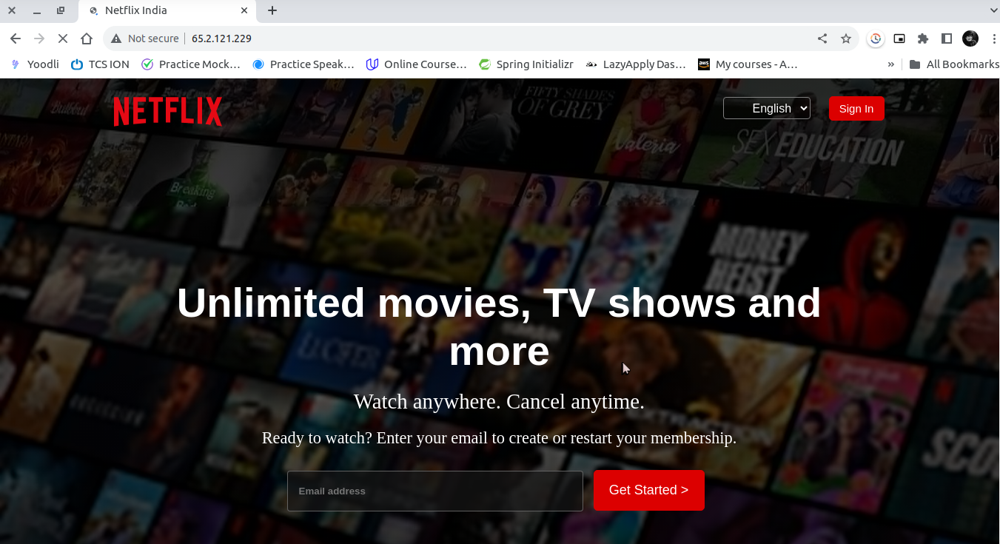 Netflix India
Not secure 65.2.121.229
Yoodli TCS ION Practice Mock… Practice Speak… Online Course… Spring Initializr LazyApply Das… aws My courses - A… » All Bookmarks
NETFLIX English Sign In
Bulbbul
FIFTY SHADES
OF GREY
Valeria
SEX EDUCATION
Breaking
Bad
MONEY
HEIST
Unlimited movies, TV shows and
more
LUCIFER
Watch anywhere. Cancel anytime.
EXTRACTION
Ready to watch? Enter your email to create or restart your membership.
Email address Get Started >